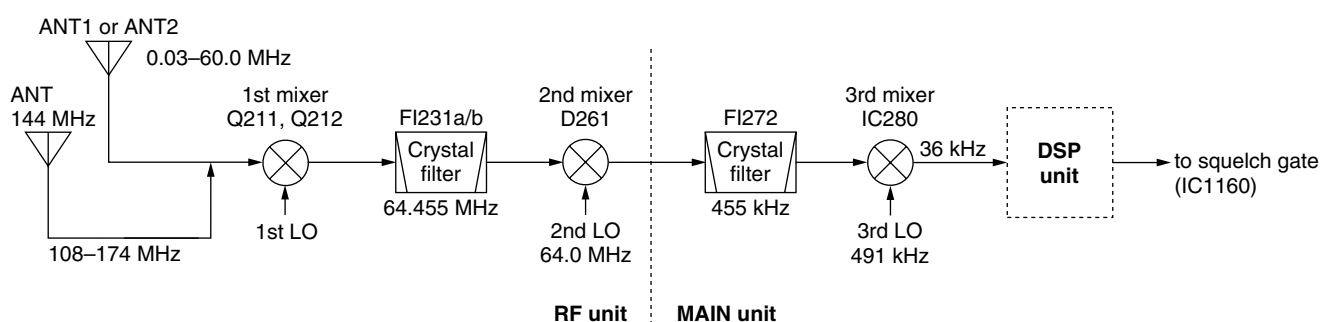 ANT1 or ANT2
0.03–60.0 MHz
ANT
144 MHz
108–174 MHz
1st mixer
Q211, Q212
1st LO
FI231a/b
Crystal
filter
64.455 MHz
2nd mixer
D261
2nd LO
64.0 MHz
FI272
Crystal
filter
455 kHz
3rd mixer
IC280
36 kHz
3rd LO
491 kHz
DSP
unit
to squelch gate
(IC1160)
RF unit
MAIN unit